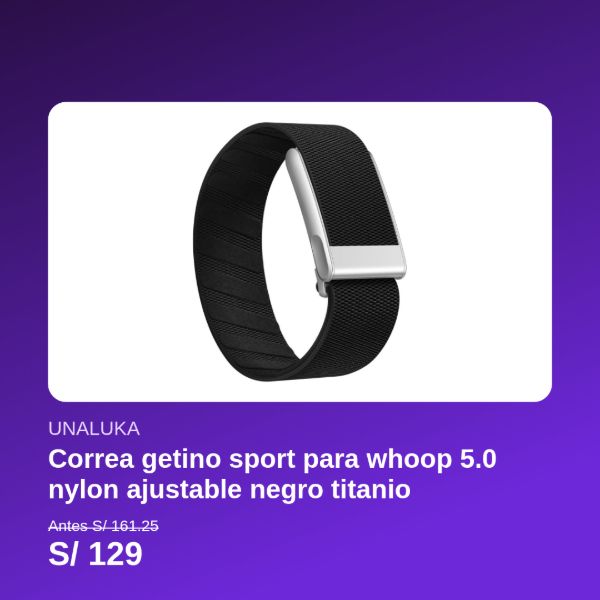 UNALUKA
Correa getino sport para whoop 5.0
nylon ajustable negro titanio
Antes S/ 161.25
S/ 129